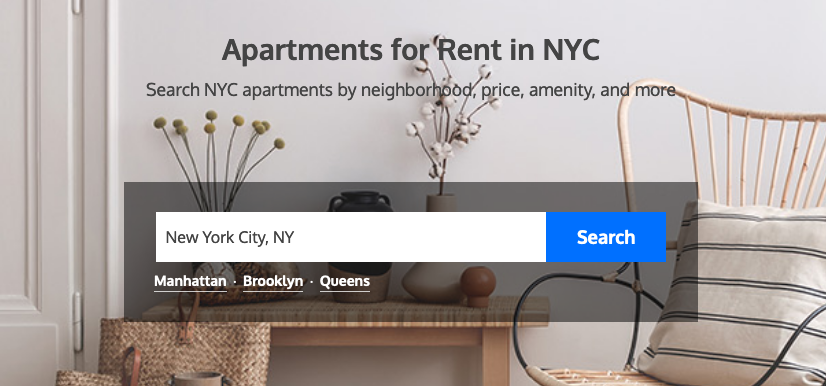 Apartments for Rent in NYC
Search NYC apartments by neighborhood, price, amenity, and more
New York City, NY
Search
Manhattan · Brooklyn · Queens